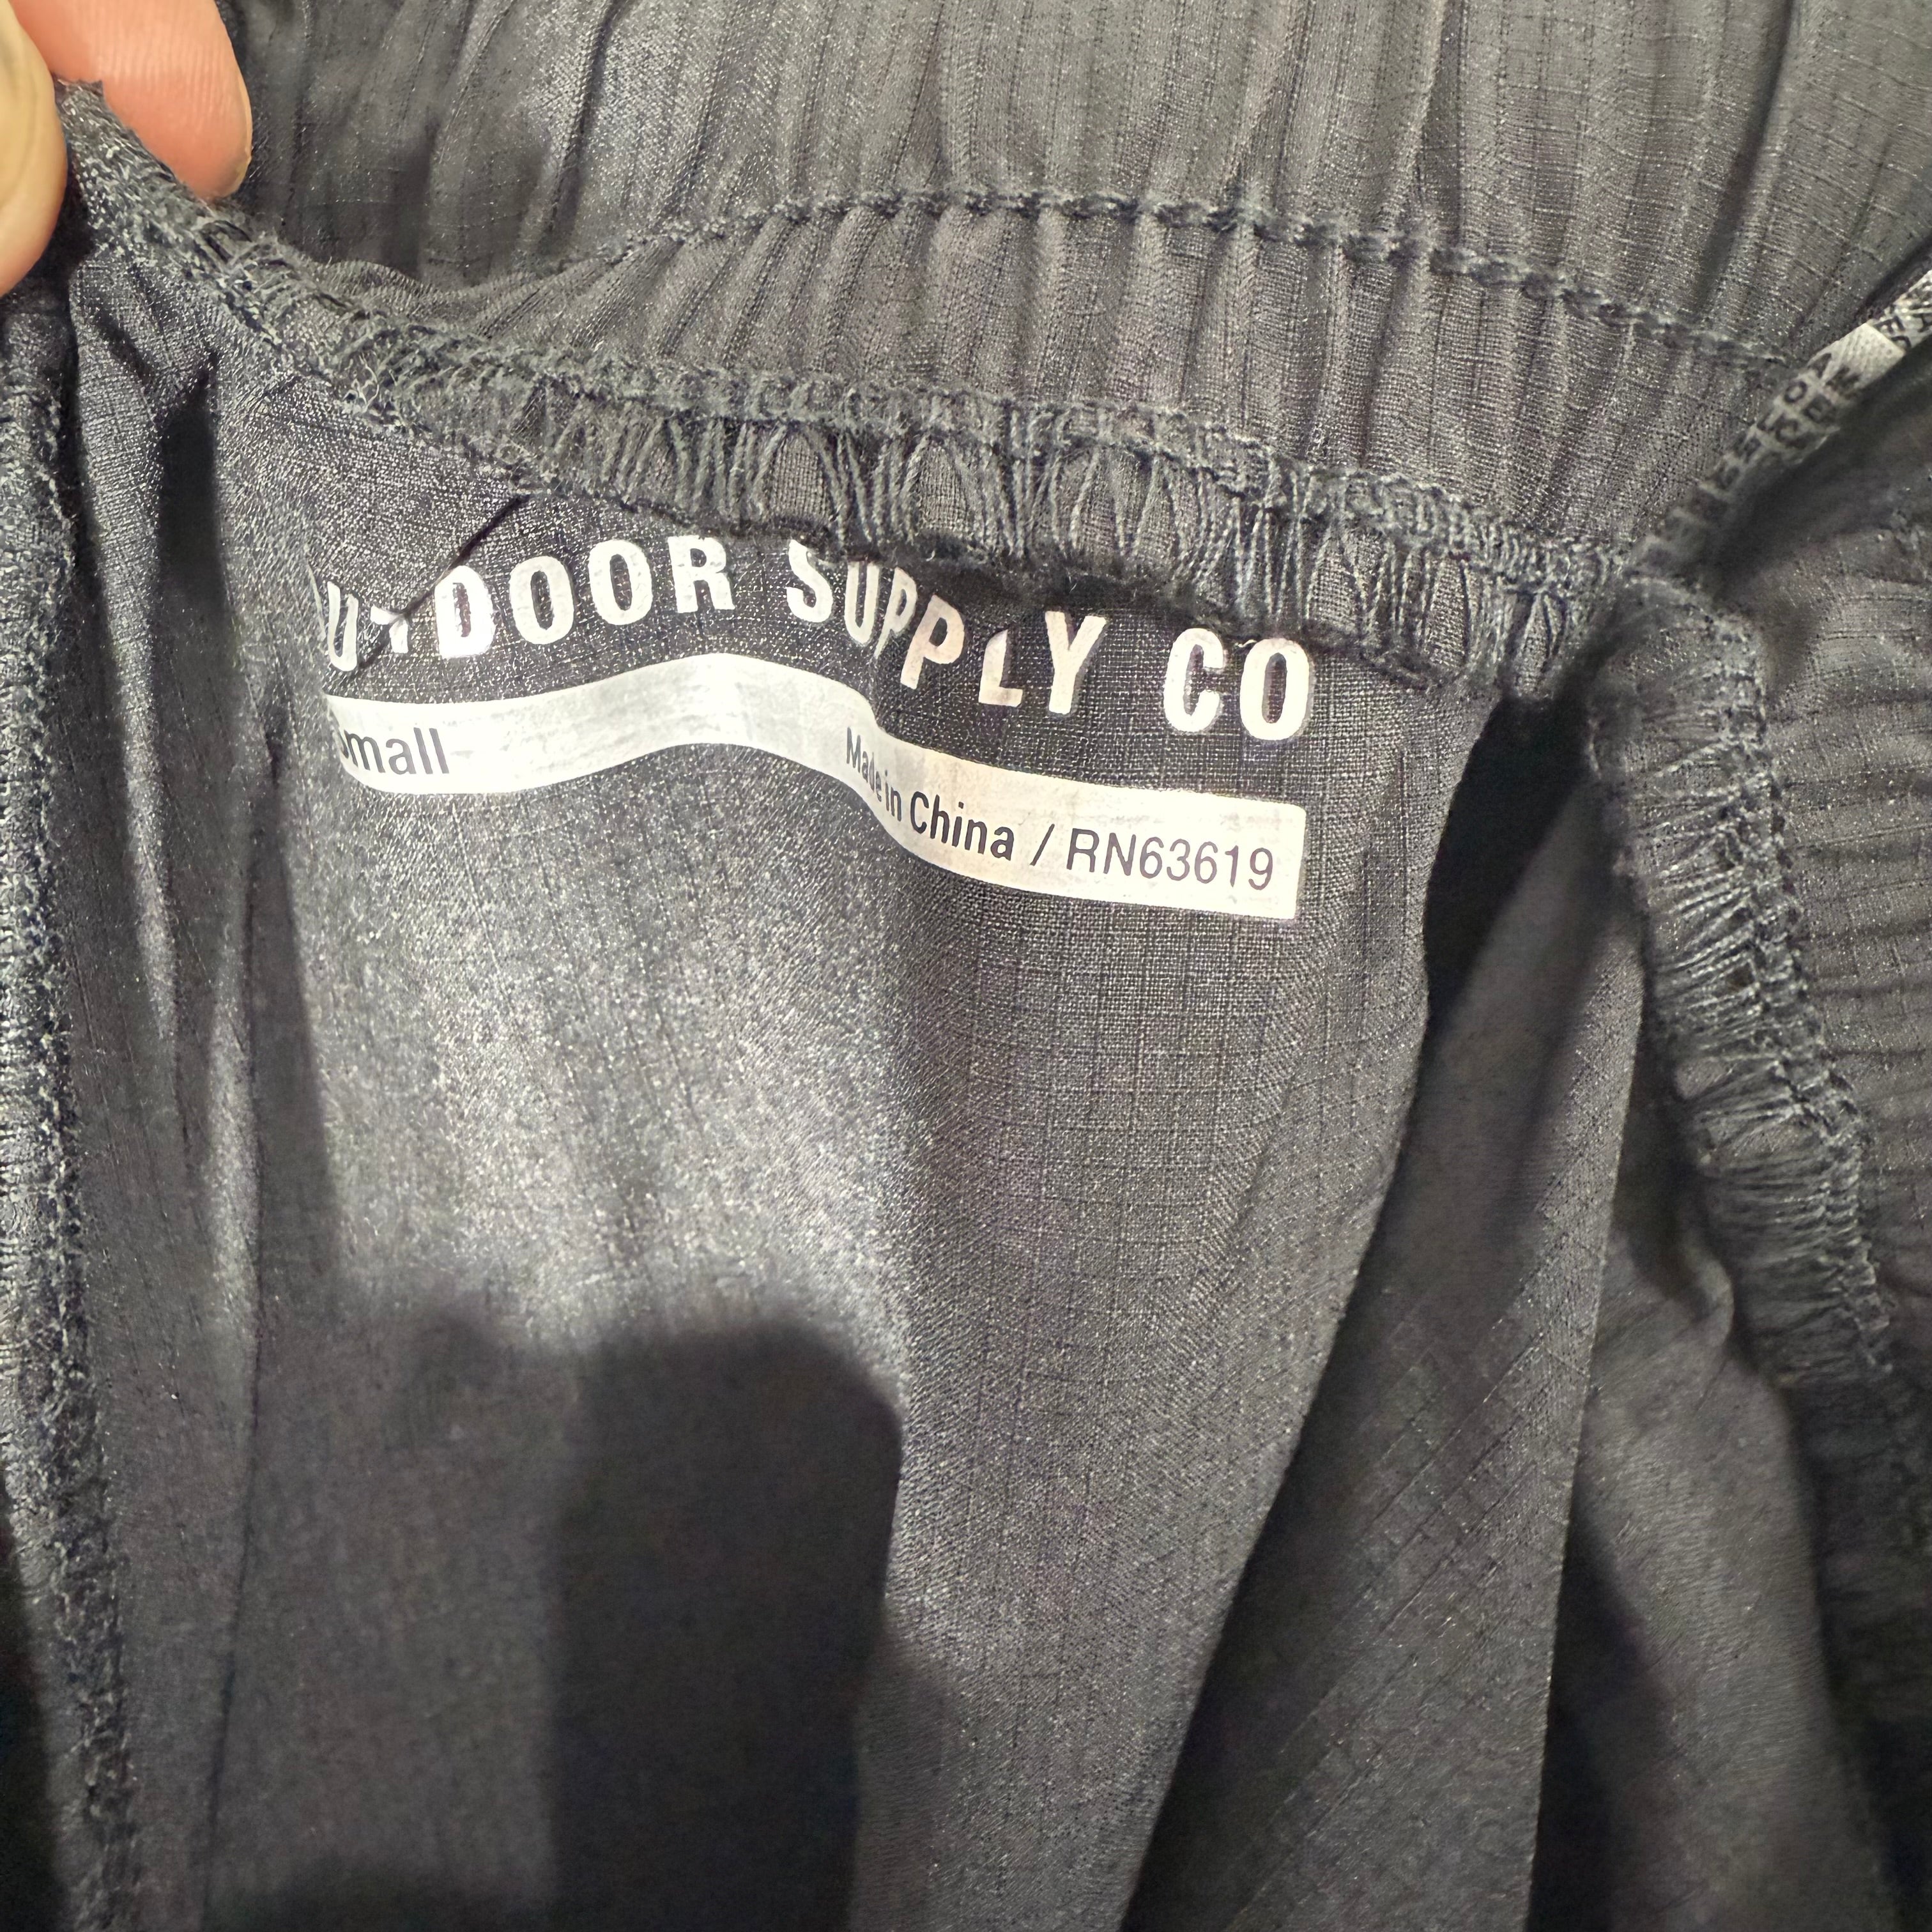 OUTDOOR SUPPLY CO
Small
Made in China / RN63619